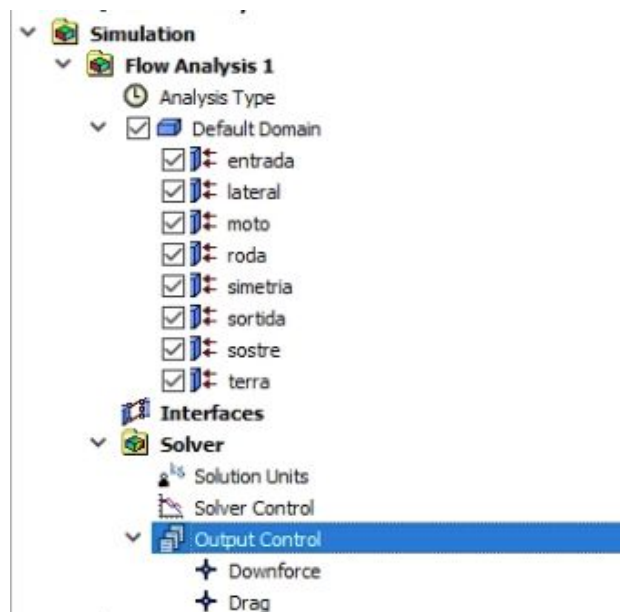 Simulation
Flow Analysis 1
Analysis Type
Default Domain
entrada
lateral
moto
roda
simetria
sortida
sostre
terra
Interfaces
Solver
Solution Units
Solver Control
Output Control
Downforce
Drag